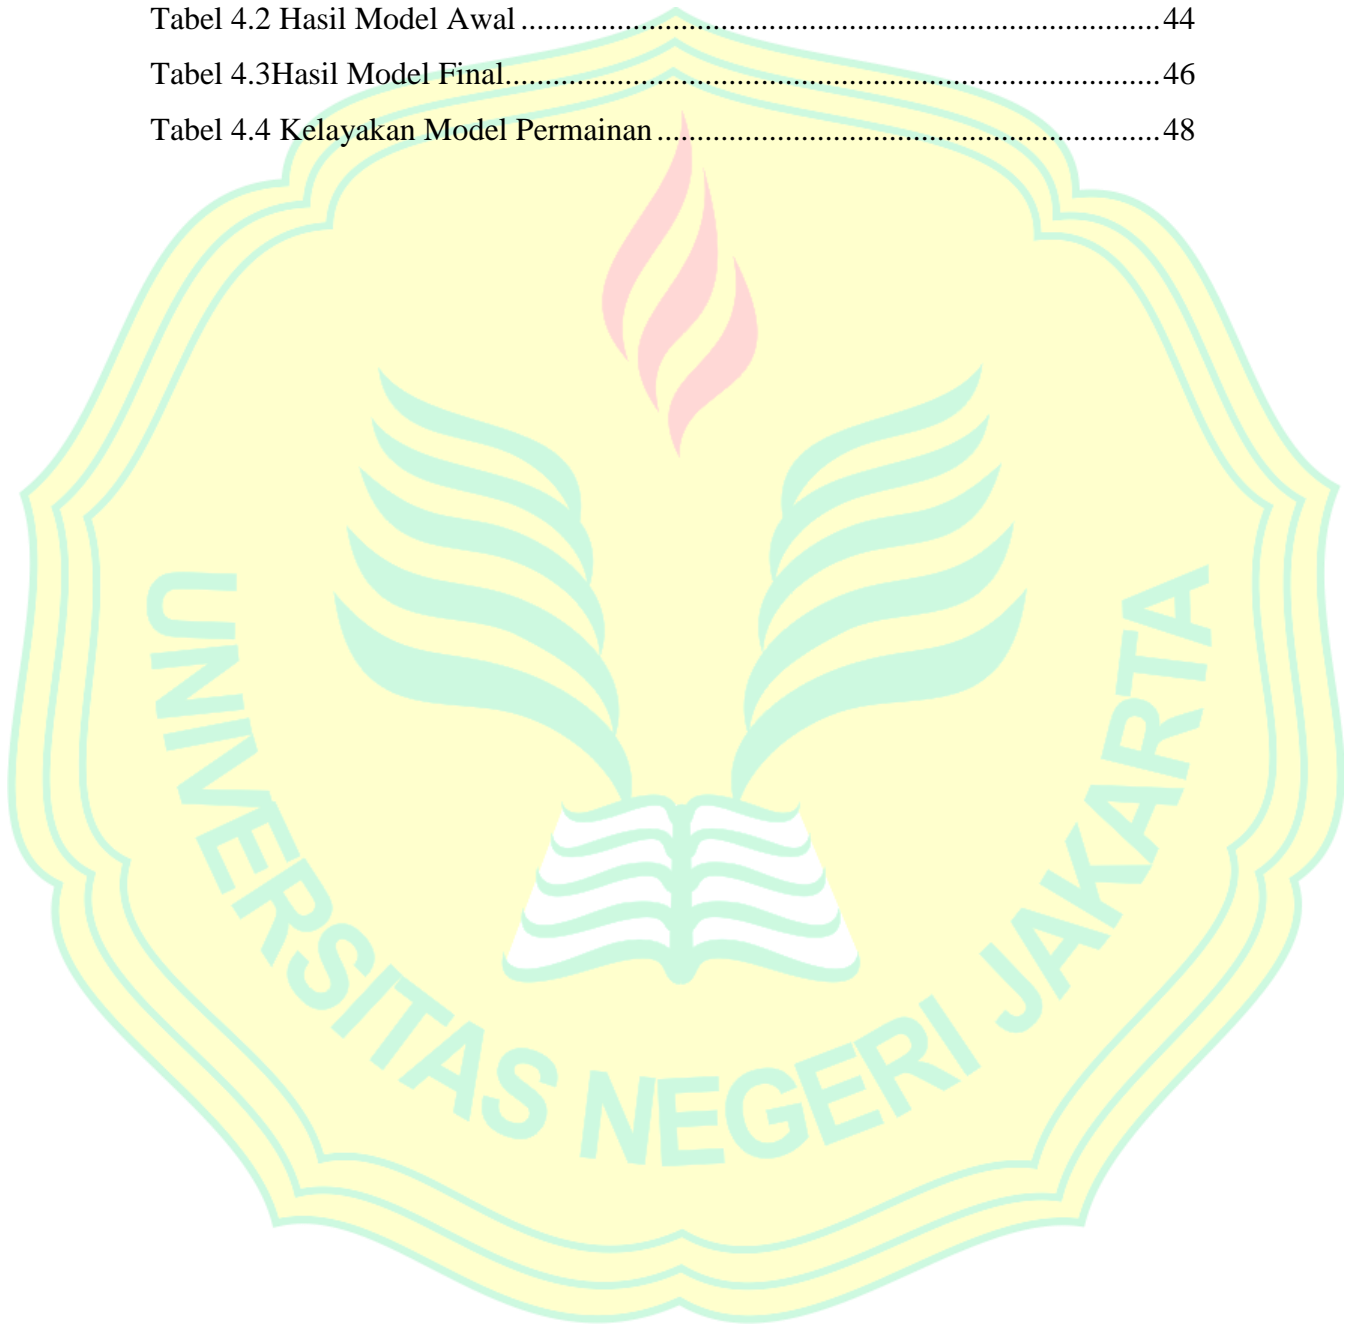 Tabel 4.2 Hasil Model Awal ................................................................................ 44
Tabel 4.3Hasil Model Final.................................................................................. 46
Tabel 4.4 Kelayakan Model Permainan ............................................................... 48
UNIVERSITAS NEGERI JAKARTA